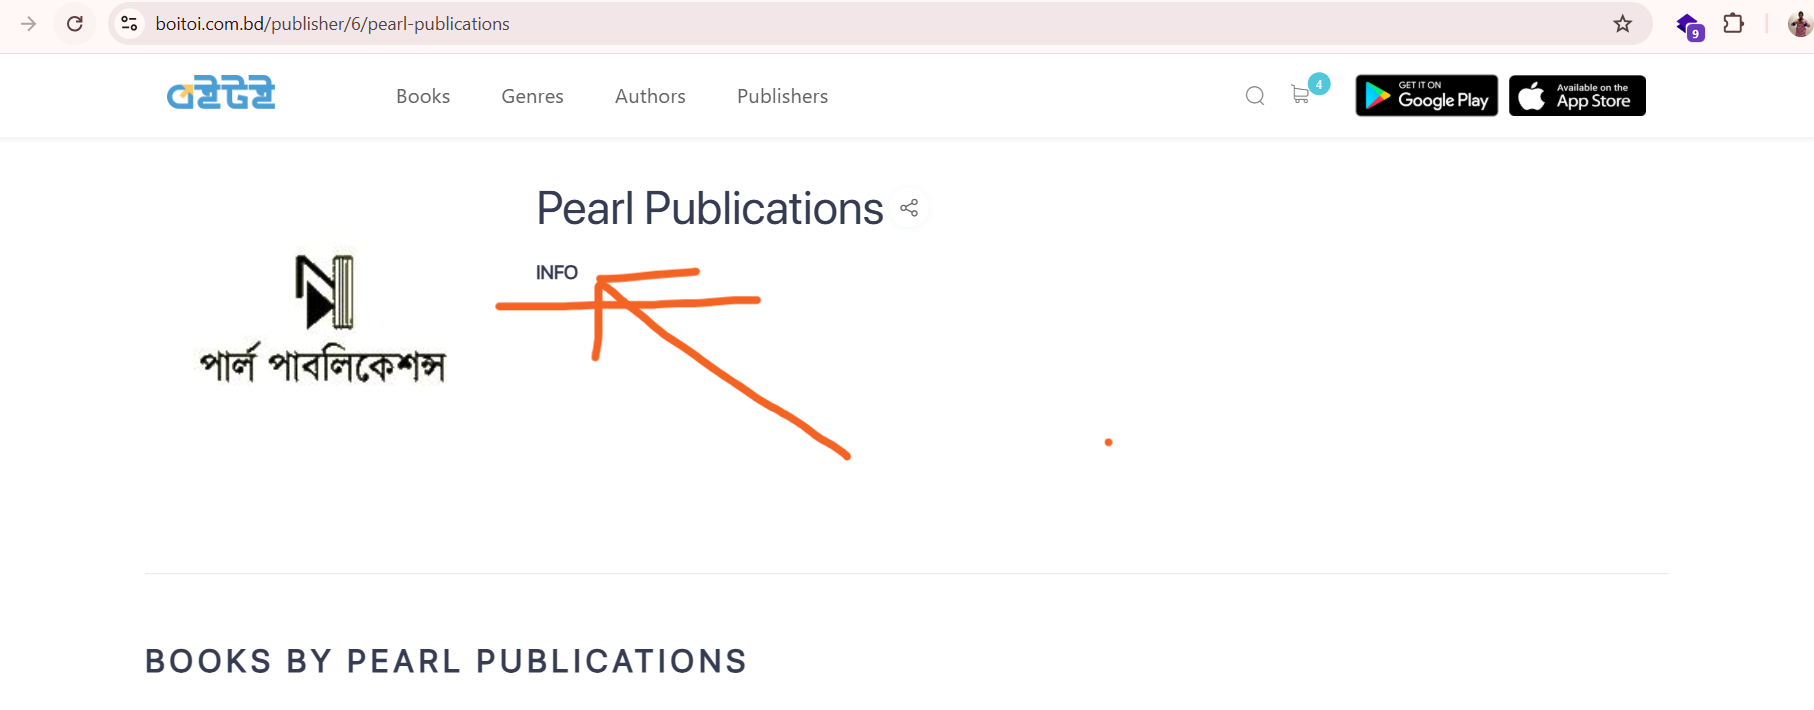 boitoi.com.bd/publisher/6/pearl-publications
9
বইটই
Books Genres Authors Publishers
4
GET IT ON
Google Play
Available on the
App Store
Pearl Publications
INFO
পার্ল পাবলিকেশন্স
BOOKS BY PEARL PUBLICATIONS